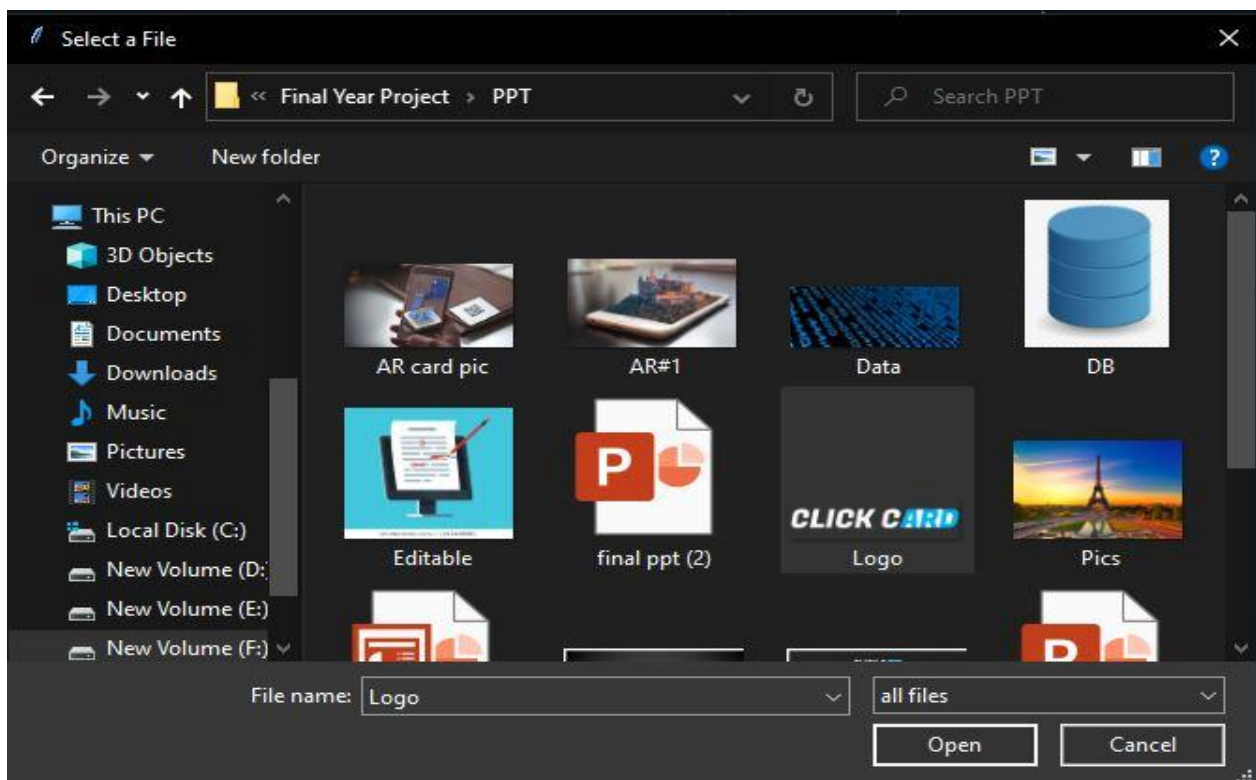 Select a File
« Final Year Project › PPT
Search PPT
Organize
New folder
This PC
3D Objects
Desktop
Documents
Downloads
Music
Pictures
Videos
Local Disk (C:)
New Volume (D:)
New Volume (E:)
New Volume (F:)
AR card pic
AR#1
Data
DB
Editable
P
final ppt (2)
CLICK CARD
Logo
Pics
File name: Logo
all files
Open
Cancel